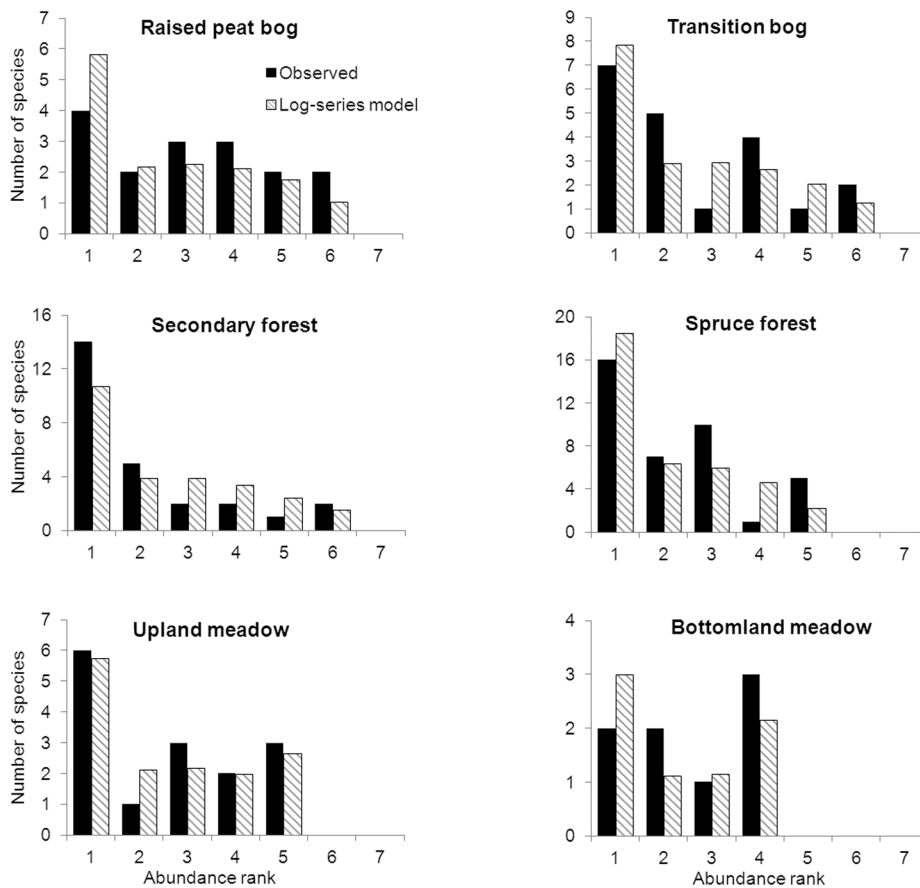 Raised peat bog
Number of species
7
6
5
4
3
2
1
0
Observed
Log-series model
1 2 3 4 5 6 7
Transition bog
9
8
7
6
5
4
3
2
1
0
1 2 3 4 5 6 7
Secondary forest
Number of species
16
12
8
4
0
1 2 3 4 5 6 7
Spruce forest
20
16
12
8
4
0
1 2 3 4 5 6 7
Upland meadow
Number of species
7
6
5
4
3
2
1
0
1 2 3 4 5 6 7
Abundance rank
Bottomland meadow
4
3
2
1
0
1 2 3 4 5 6 7
Abundance rank